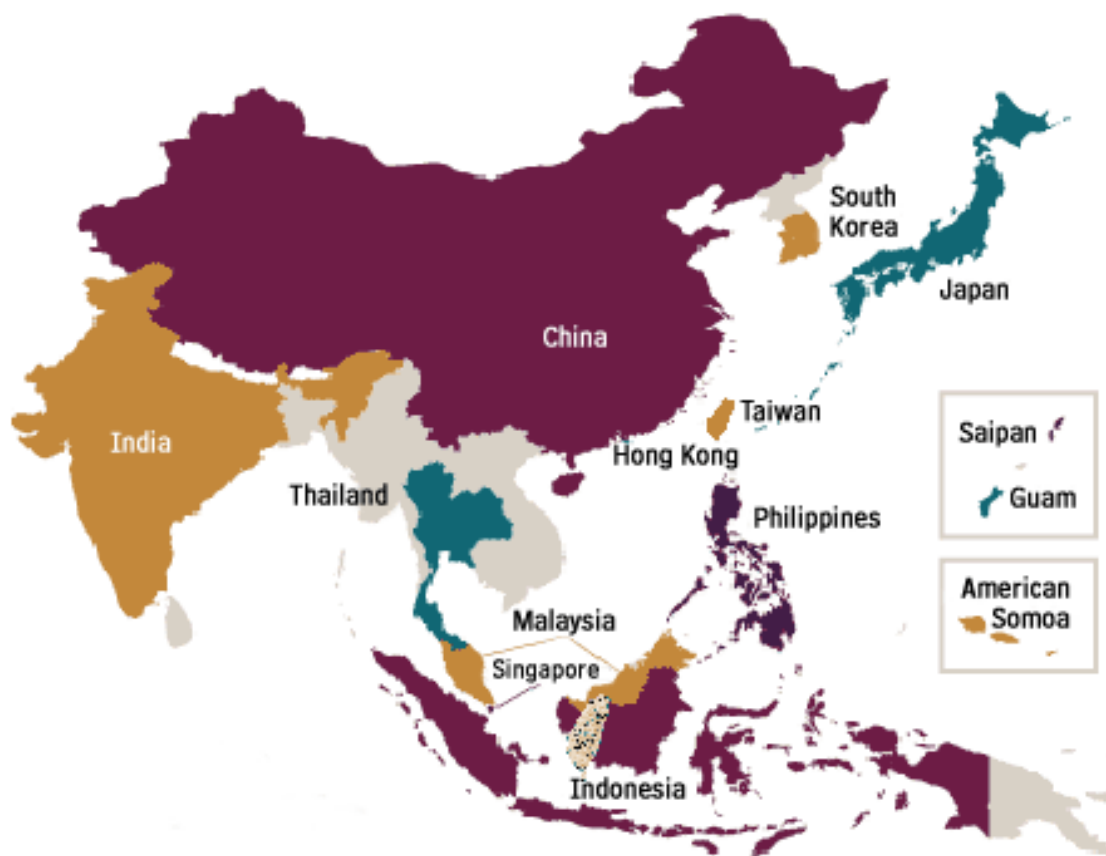 South
Korea
Japan
China
Taiwan
Saipan
India
Hong Kong
Thailand
Guam
Philippines
American
Somoa
Malaysia
Singapore
Indonesia